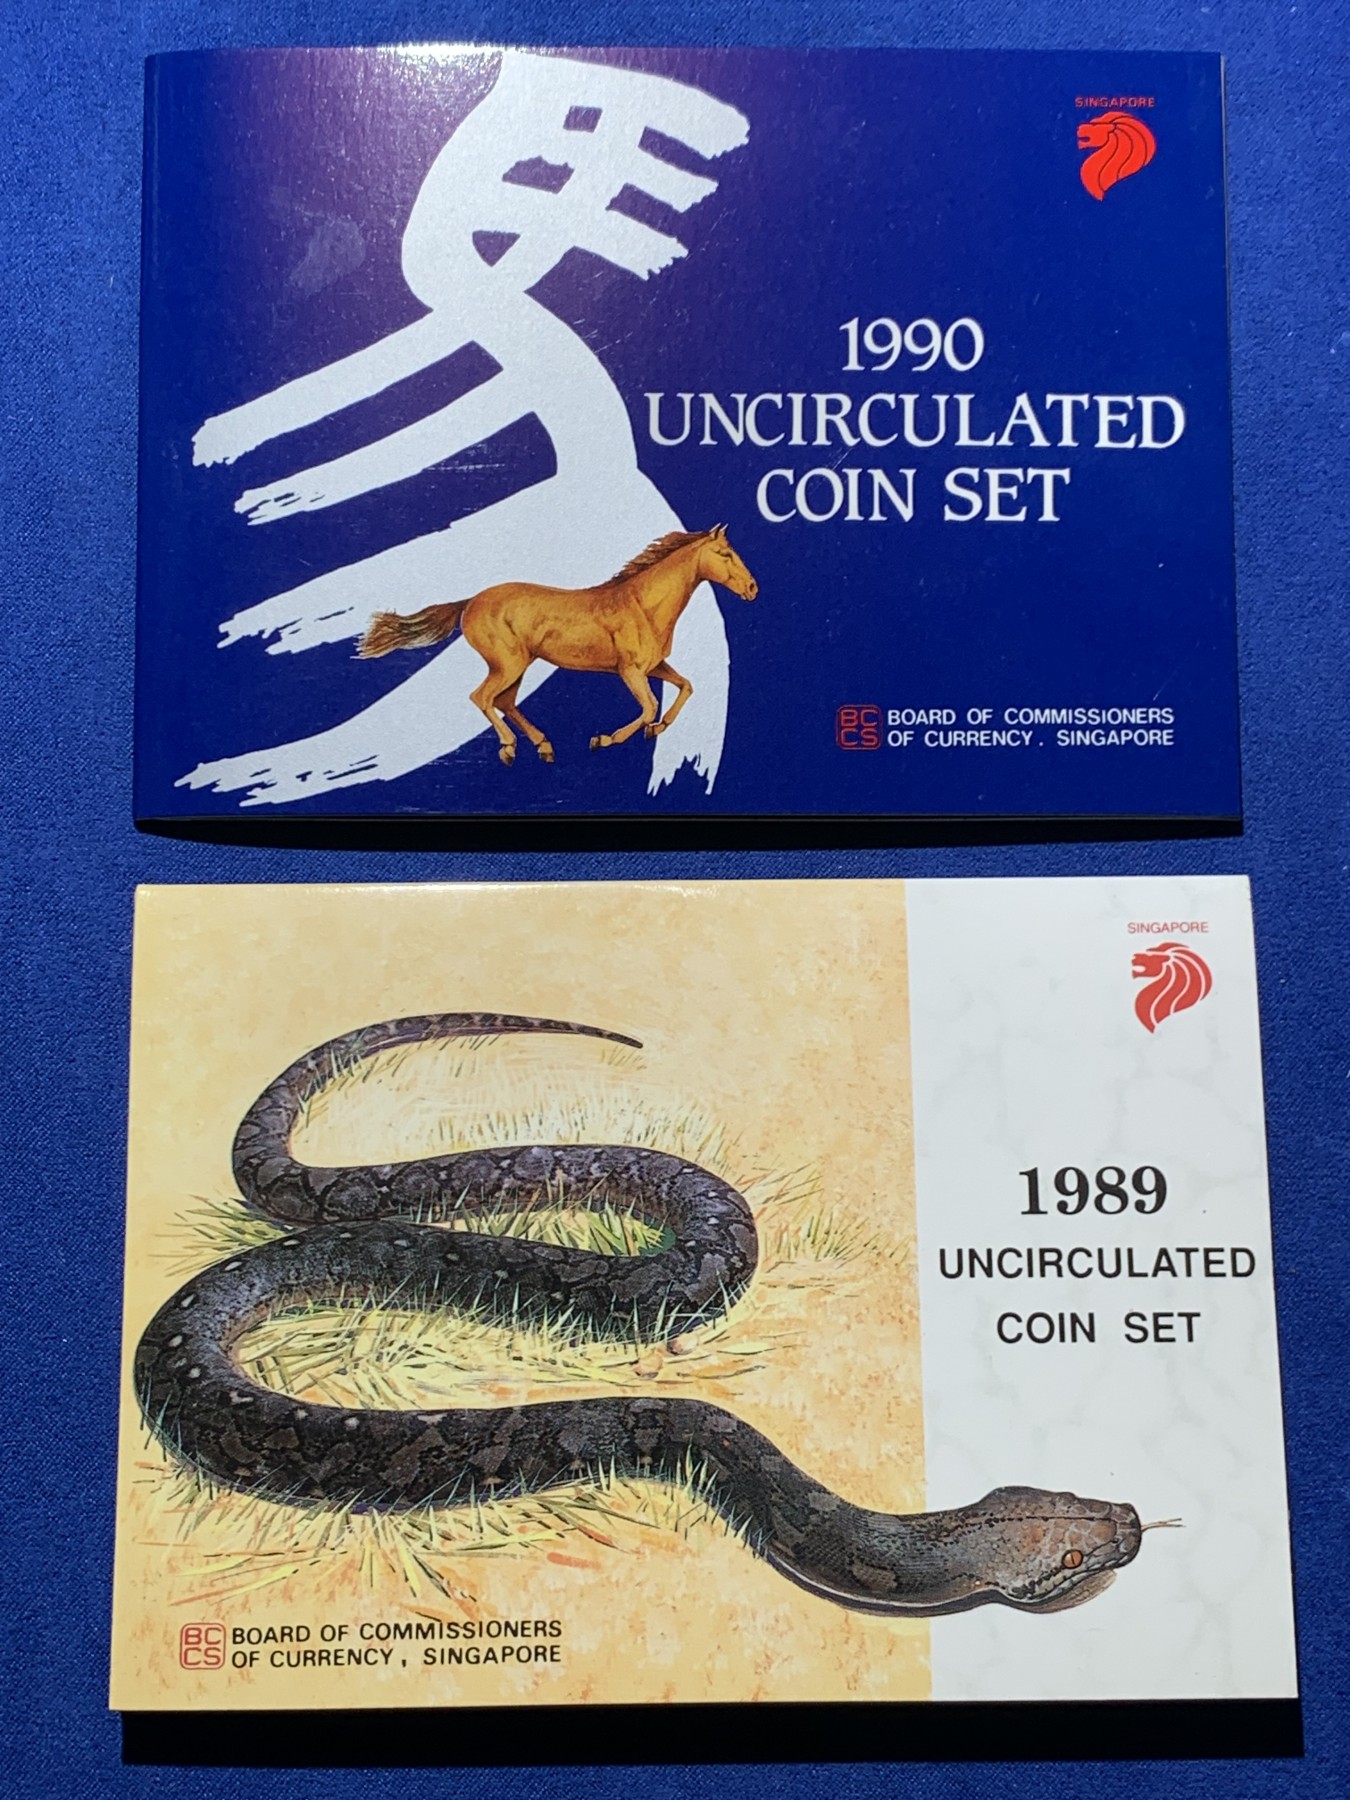 SINGAPORE
馬
1990
UNCIRCULATED
COIN SET
BC
CS
BOARD OF COMMISSIONERS
OF CURRENCY. SINGAPORE
SINGAPORE
1989
UNCIRCULATED
COIN SET
BC
CS
BOARD OF COMMISSIONERS
OF CURRENCY, SINGAPORE